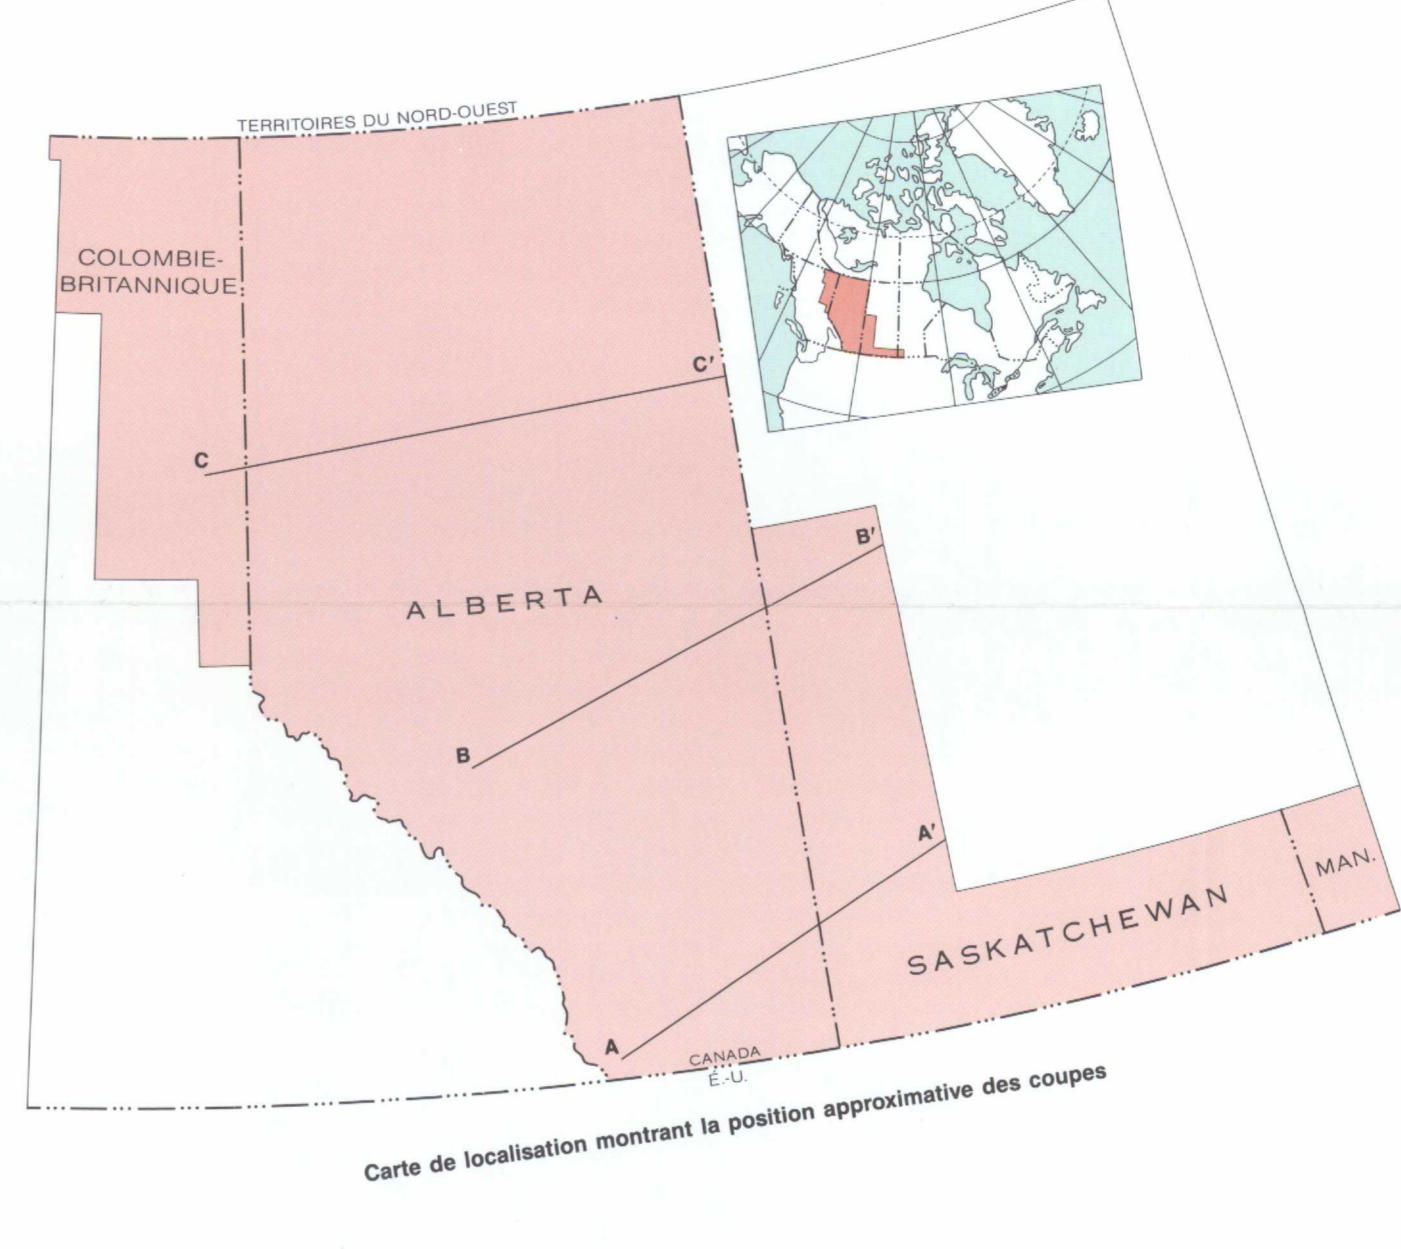 TERRITOIRES DU NORD-OUEST
COLOMBIE-
BRITANNIQUE
C'
C
B'
ALBERTA
B
A'
MAN.
SASKATCHEWAN
A
CANADA
É.-U.
Carte de localisation montrant la position approximative des coupes